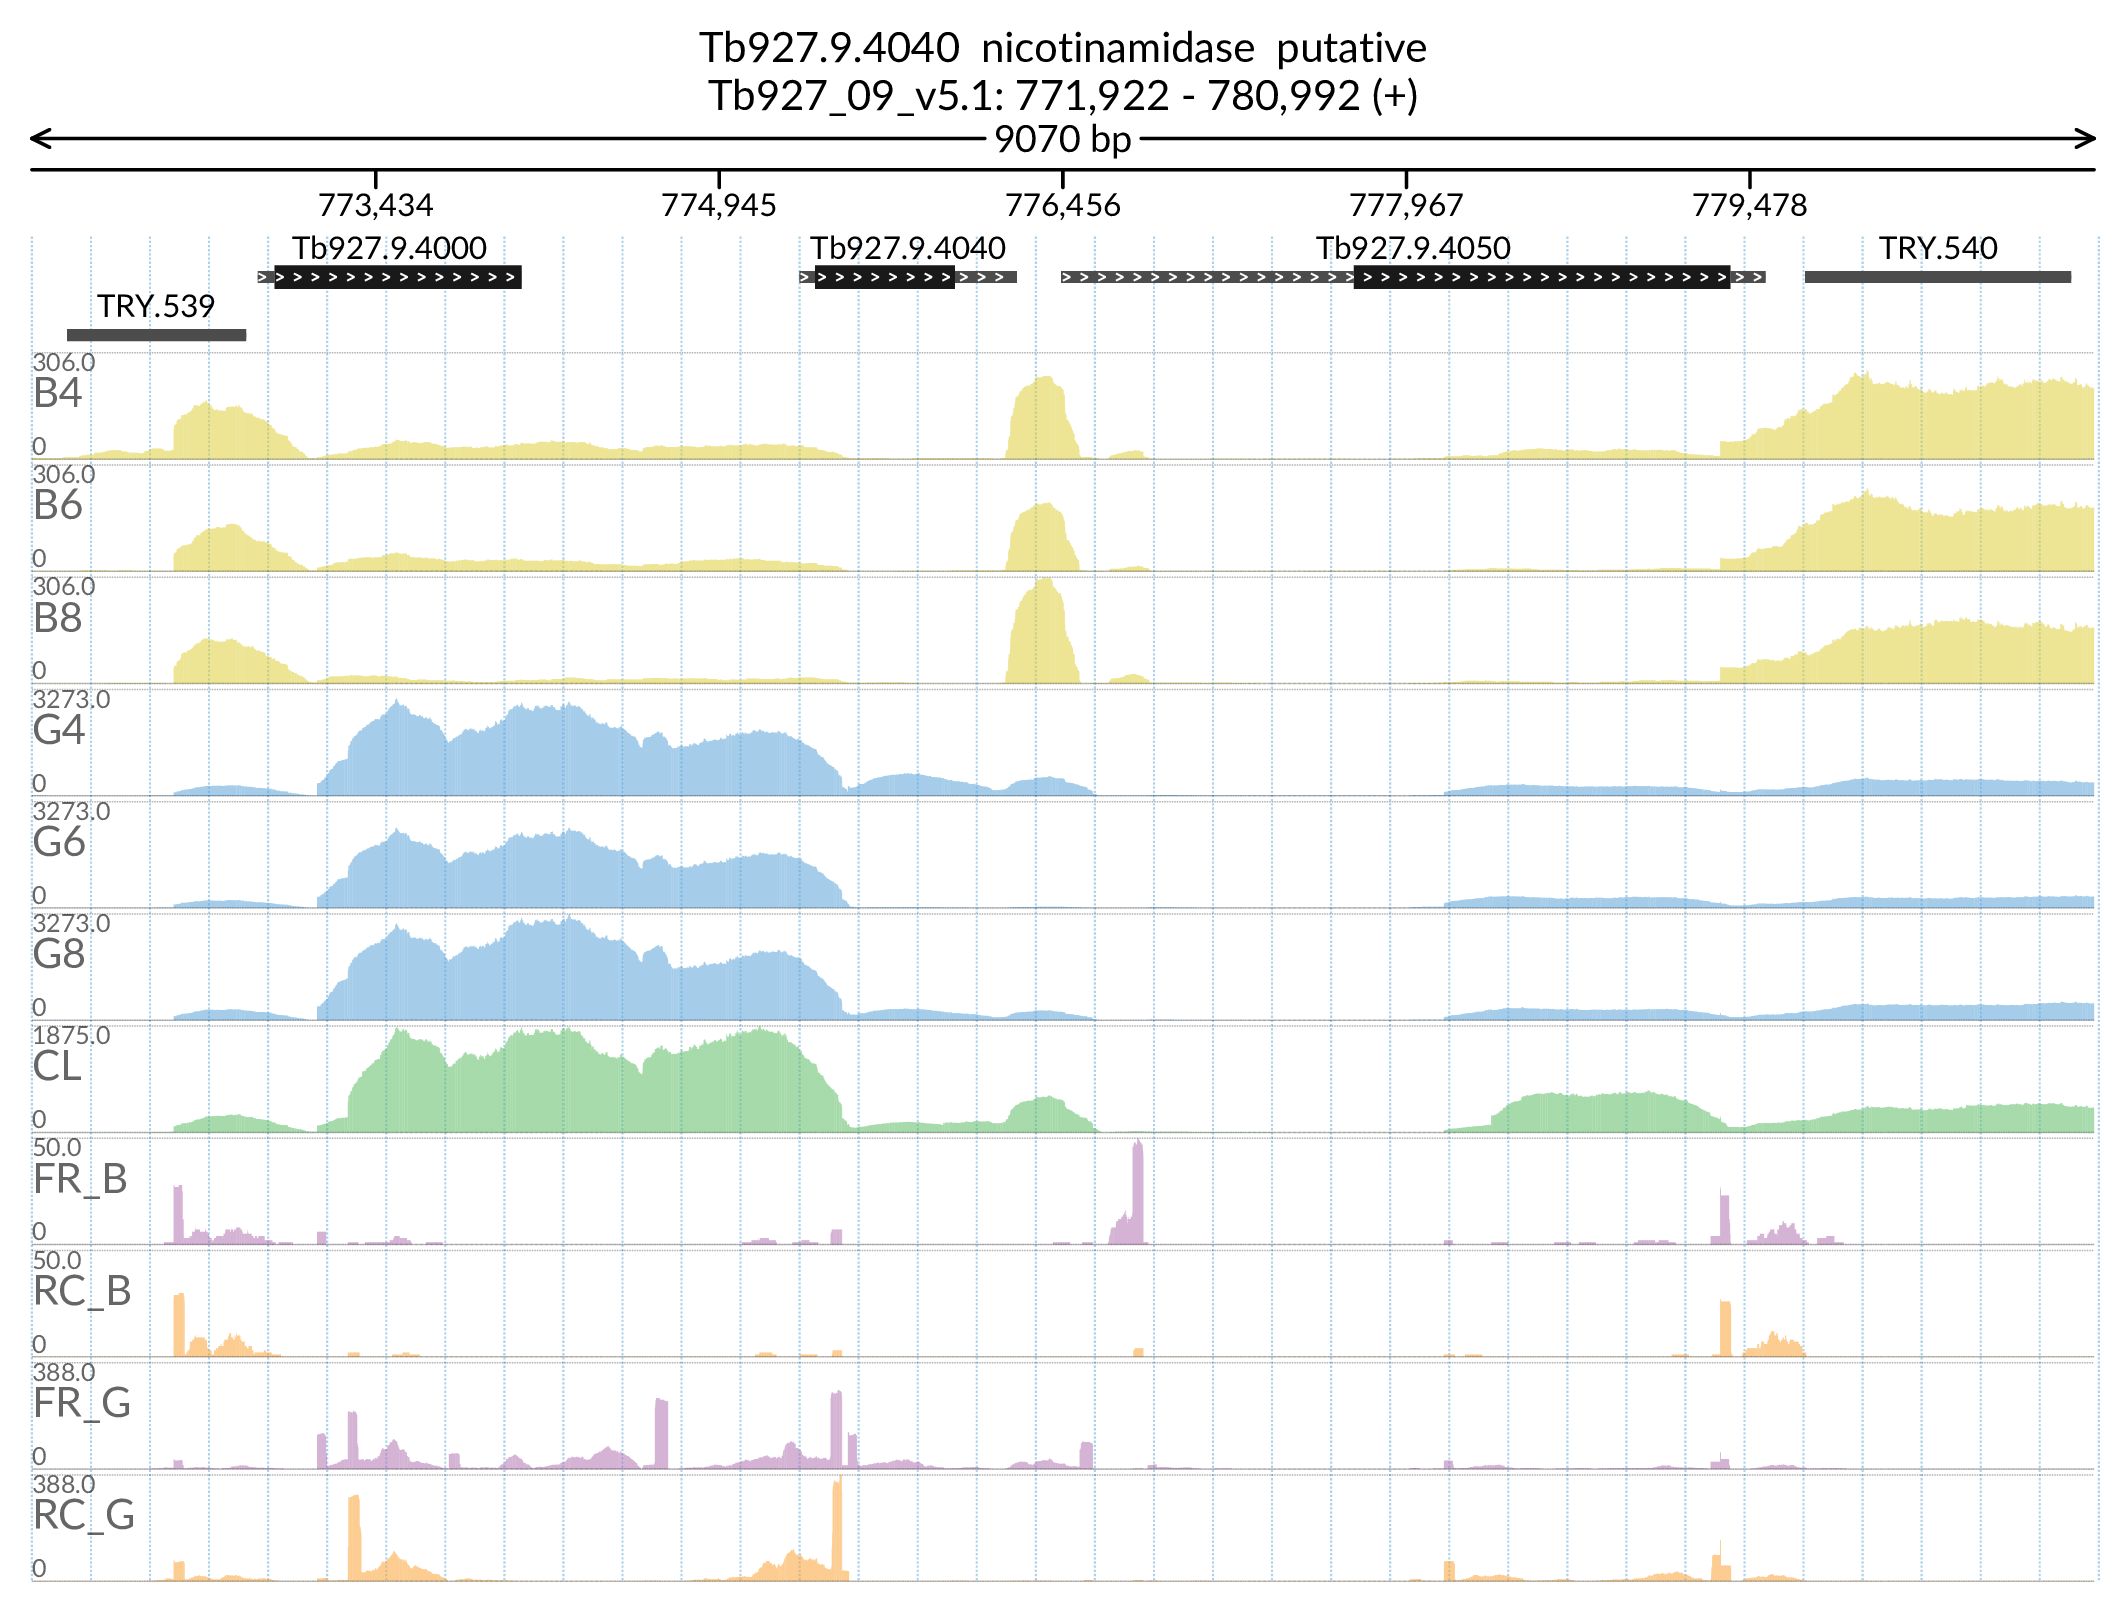 Tb927.9.4040 nicotinamidase putative
Tb927_09_v5.1: 771,922 - 780,992 (+)
9070 bp
773,434 774,945 776,456 777,967 779,478
Tb927.9.4000 Tb927.9.4040 Tb927.9.4050 TRY.540
TRY.539
306.0
B4
0
306.0
B6
0
306.0
B8
0
3273.0
G4
0
3273.0
G6
0
3273.0
G8
0
1875.0
CL
0
50.0
FR_B
0
50.0
RC_B
0
388.0
FR_G
0
388.0
RC_G
0